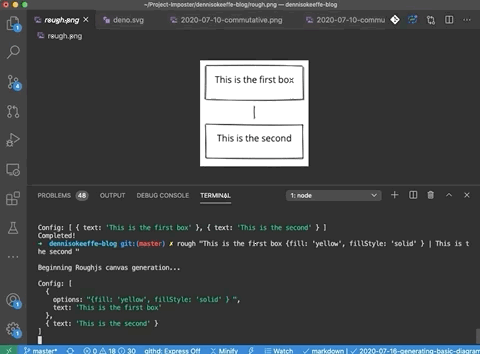 ~/Project-Imposter/dennisokeeffe-blog/rough.png — dennisokeeffe-blog
rough.png deno.svg 2020-07-10-commutative.png 2020-07-10-commu
rough.png
This is the first box
This is the second
PROBLEMS 48 OUTPUT DEBUG CONSOLE TERMINAL 1: node
Config: [ { text: 'This is the first box' }, { text: 'This is the second' } ]
Completed!
→ dennisokeeffe-blog git:(master) ✗ rough "This is the first box {fill: 'yellow', fillStyle: 'solid' } | This is t
he second "
Beginning Roughjs canvas generation...
Config: [
{
options: "{fill: 'yellow', fillStyle: 'solid' } ",
text: 'This is the first box'
},
{ text: 'This is the second' }
]
master* 0 18 30 qlthd: Express Off Minify Watch markdown | 2020-07-16-generating-basic-diagram